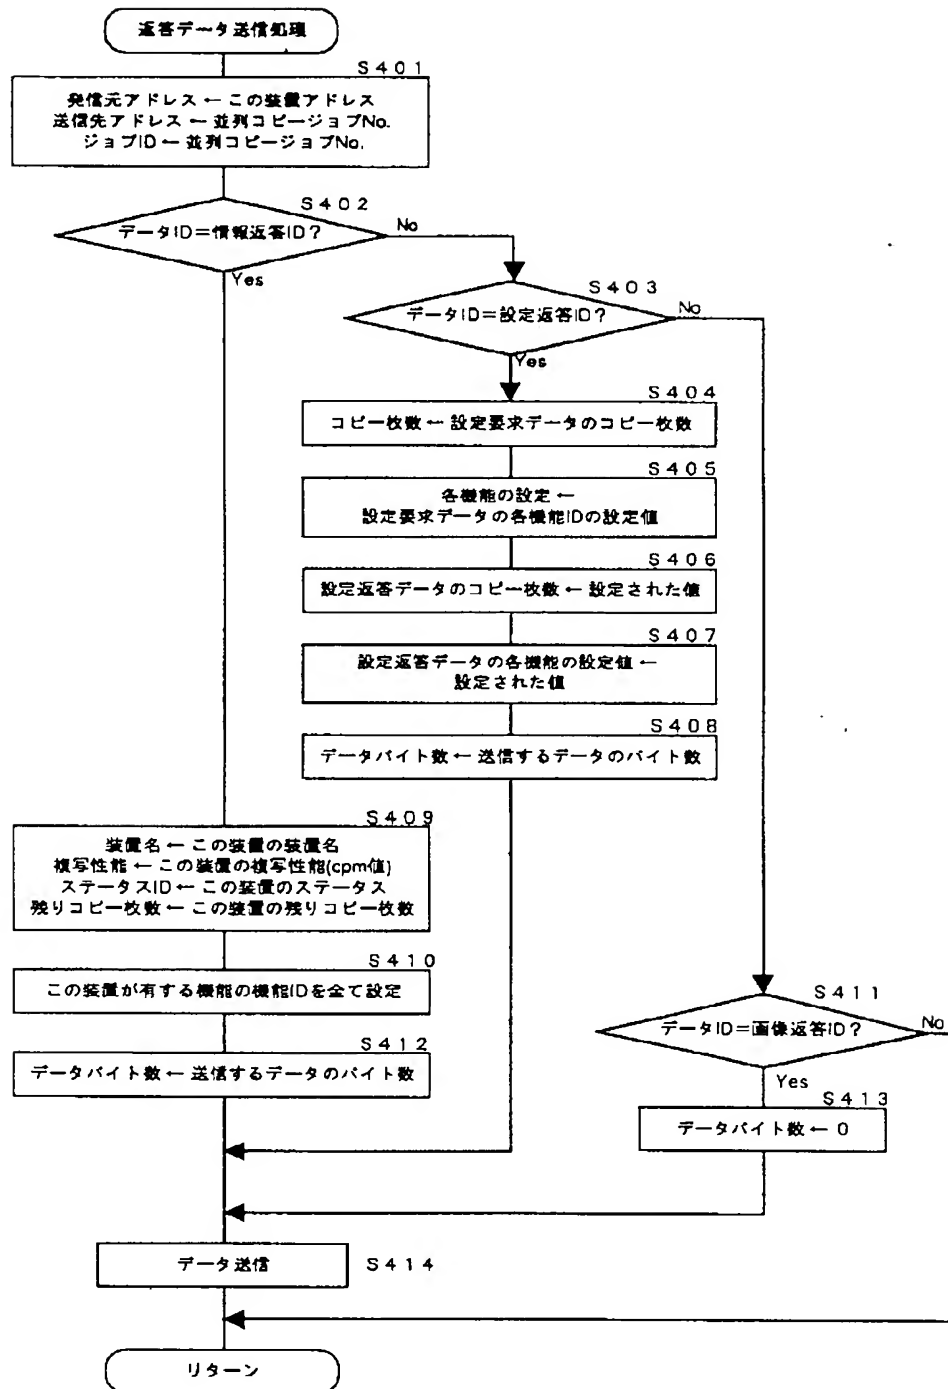 返答データ送信処理
S401
発信元アドレス ← この装置アドレス
送信先アドレス ← 並列コピージョブNo.
ジョブID ← 並列コピージョブNo.
S402
データID＝情報返答ID？
No
Yes
S403
データID＝設定返答ID？
No
Yes
S404
コピー枚数 ← 設定要求データのコピー枚数
S405
各機能の設定 ←
設定要求データの各機能IDの設定値
S406
設定返答データのコピー枚数 ← 設定された値
S407
設定返答データの各機能の設定値 ←
設定された値
S408
データバイト数 ← 送信するデータのバイト数
S409
装置名 ← この装置の装置名
複写性能 ← この装置の複写性能(cpm値)
ステータスID ← この装置のステータス
残りコピー枚数 ← この装置の残りコピー枚数
S410
この装置が有する機能の機能IDを全て設定
S411
データID＝画像返答ID？
No
Yes
S412
データバイト数 ← 送信するデータのバイト数
S413
データバイト数 ← 0
データ送信
S414
リターン